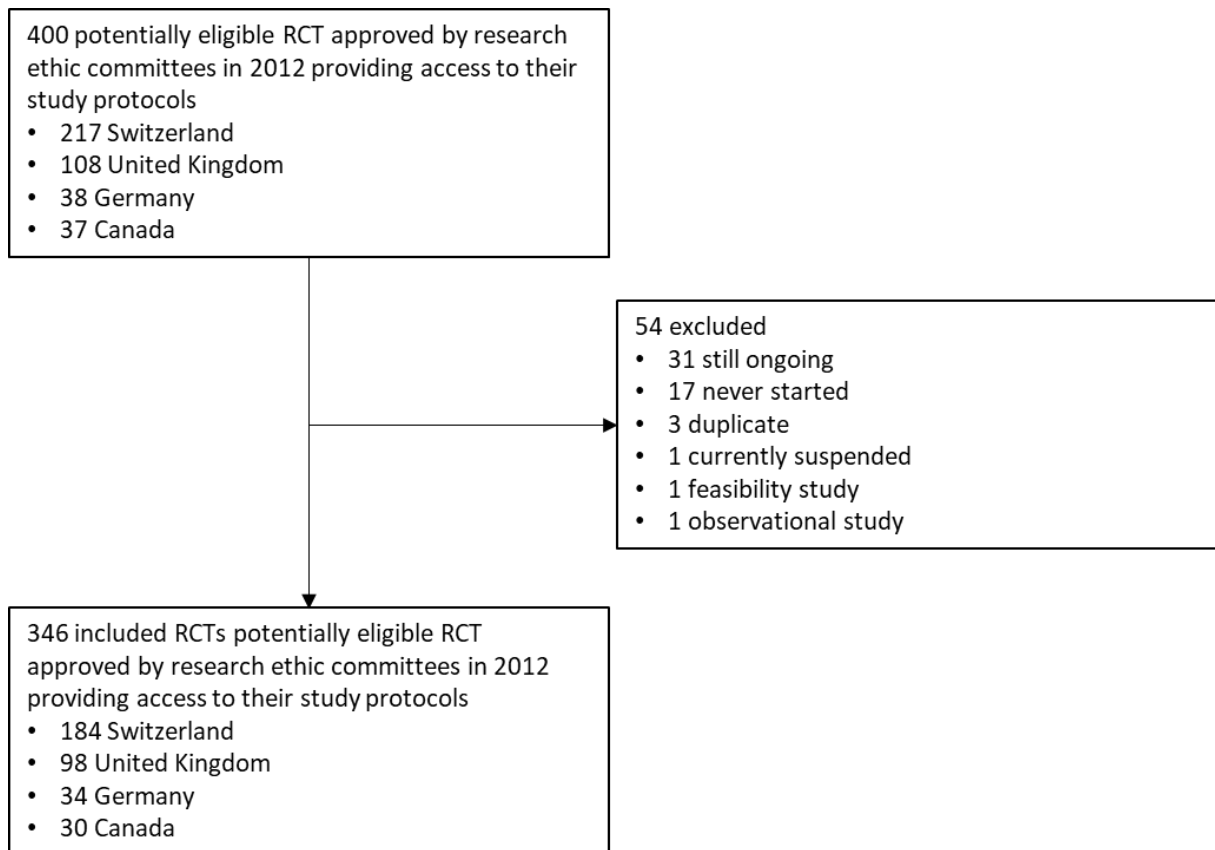 400 potentially eligible RCT approved by research
ethic committees in 2012 providing access to their
study protocols
• 217 Switzerland
• 108 United Kingdom
• 38 Germany
• 37 Canada
54 excluded
• 31 still ongoing
• 17 never started
• 3 duplicate
• 1 currently suspended
• 1 feasibility study
• 1 observational study
346 included RCTs potentially eligible RCT
approved by research ethic committees in 2012
providing access to their study protocols
• 184 Switzerland
• 98 United Kingdom
• 34 Germany
• 30 Canada